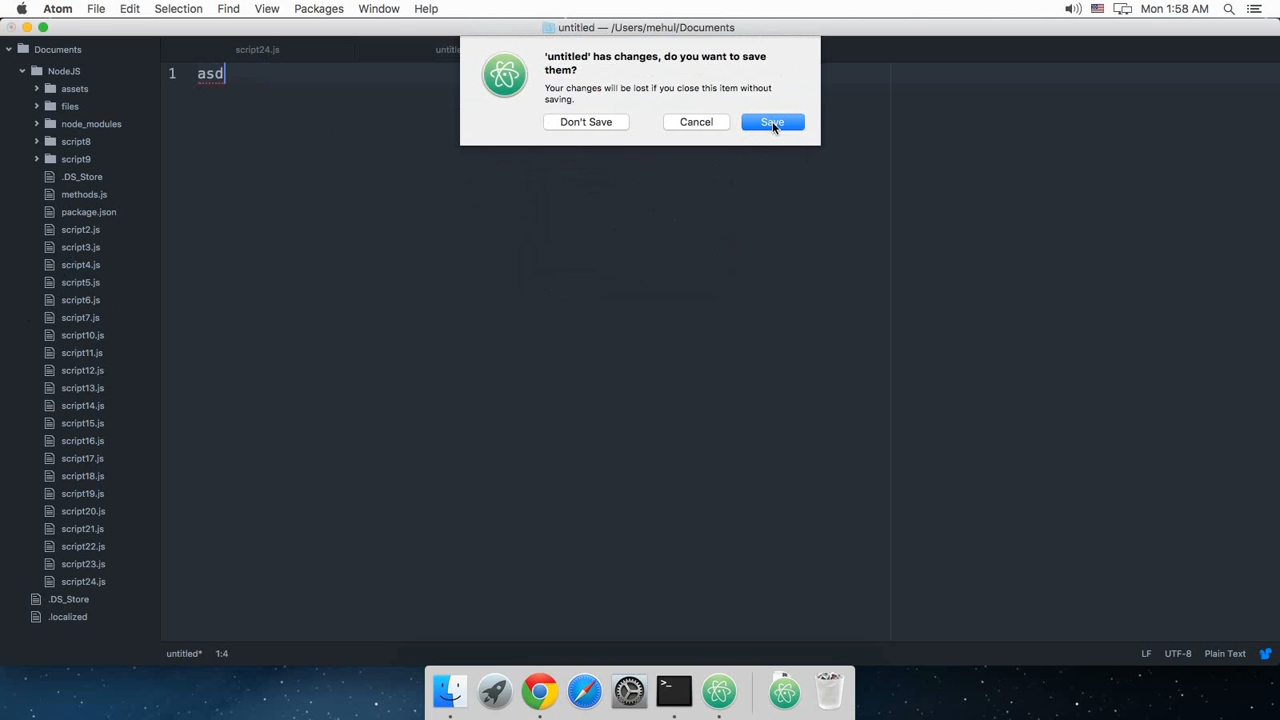 Atom File Edit Selection Find View Packages Window Help Mon 1:58 AM
untitled — /Users/mehul/Documents
Documents
script24.js
'untitled' has changes, do you want to save
them?
Your changes will be lost if you close this item without
saving.
Don't Save Cancel Save
1 asd
NodeJS
assets
files
node_modules
script8
script9
.DS_Store
methods.js
package.json
script2.js
script3.js
script4.js
script5.js
script6.js
script7.js
script10.js
script11.js
script12.js
script13.js
script14.js
script15.js
script16.js
script17.js
script18.js
script19.js
script20.js
script21.js
script22.js
script23.js
script24.js
.DS_Store
.localized
untitled* 1:4 LF UTF-8 Plain Text